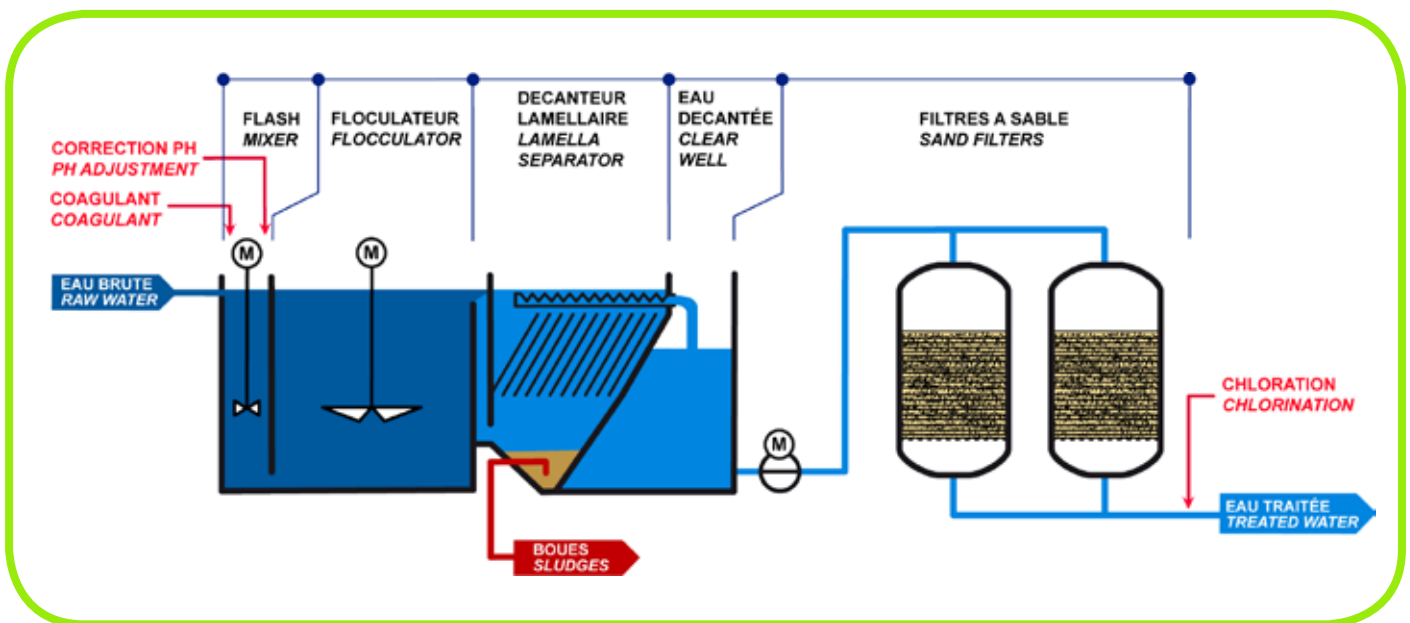 FLASH
MIXER
FLOCULATEUR
FLOCCULATOR
DECANTEUR
LAMELLAIRE
LAMELLA
SEPARATOR
EAU
DECANTÉE
CLEAR
WELL
FILTRES A SABLE
SAND FILTERS
CORRECTION PH
PH ADJUSTMENT
COAGULANT
COAGULANT
M
M
EAU BRUTE
RAW WATER
CHLORATION
CHLORINATION
M
EAU TRAITÉE
TREATED WATER
BOUES
SLUDGES